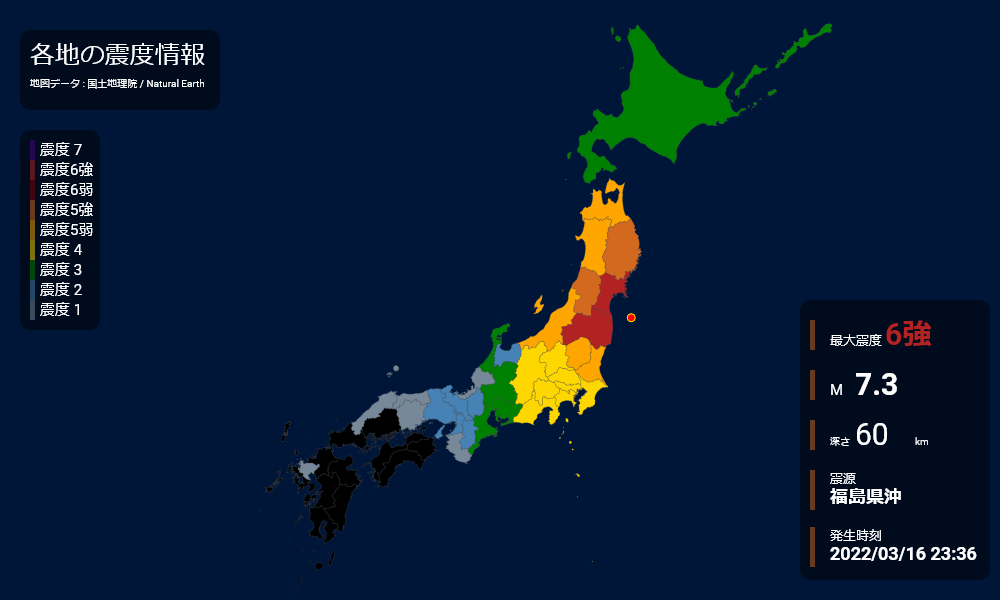 各地の震度情報
地図データ : 国土地理院 / Natural Earth
震度 7
震度6強
震度6弱
震度5強
震度5弱
震度 4
震度 3
震度 2
震度 1
最大震度 6強
M 7.3
深さ 60 km
震源
福島県沖
発生時刻
2022/03/16 23:36